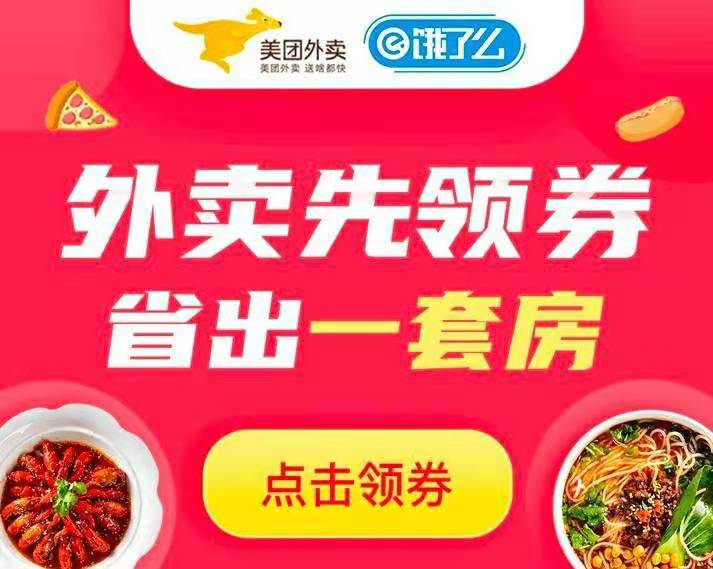 美团外卖
美团外卖 送啥都快
饿了么
外卖先领券
省出一套房
点击领券